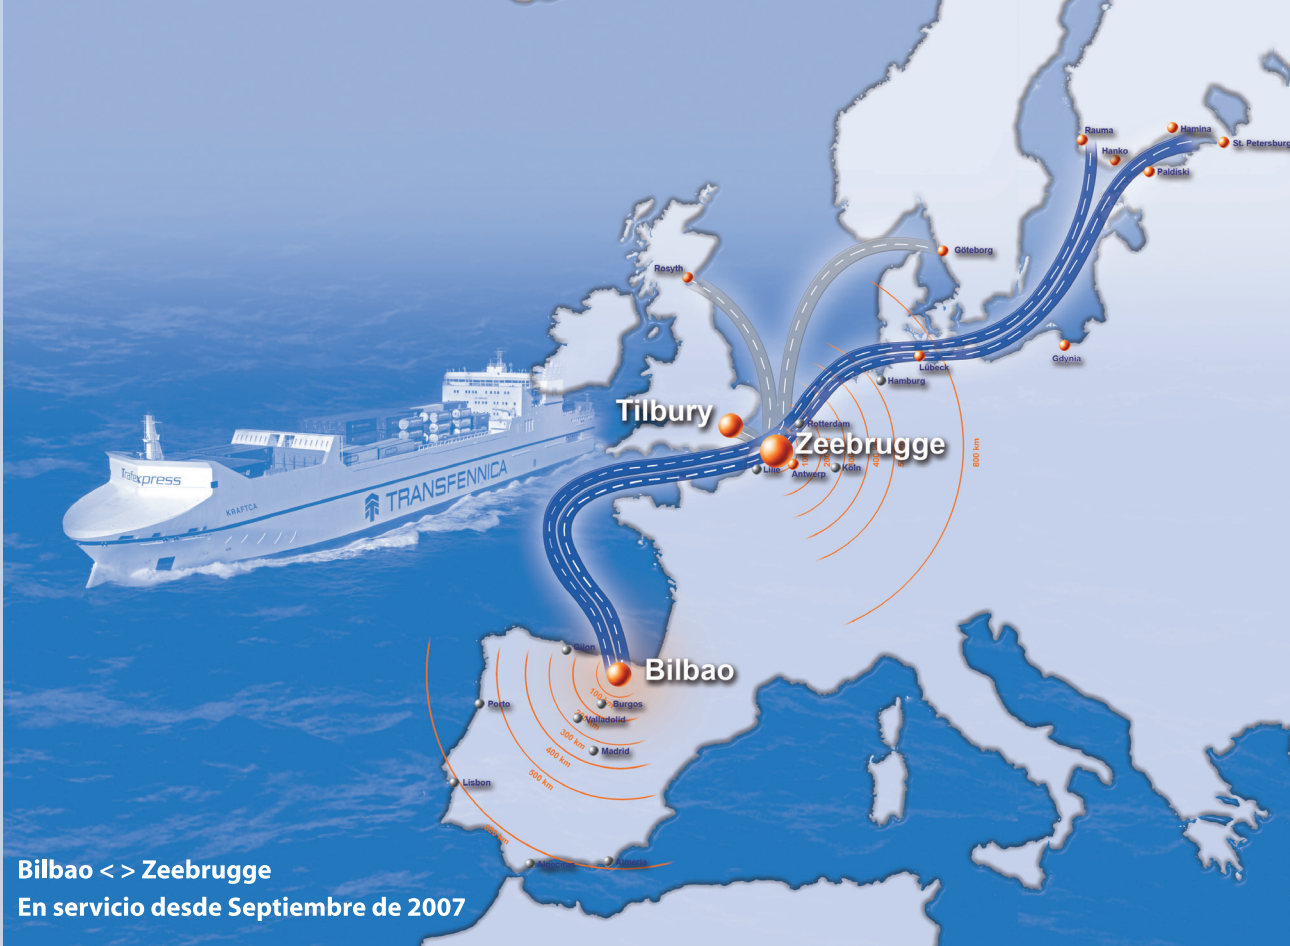 Rauma
Hamina
St. Petersburg
Hanko
Paldiski
Göteborg
Rosyth
Gdynia
Lübeck
Hamburg
Tilbury
Rotterdam
Zeebrugge
800 km
Lille
Antwerp
Köln
Trans
xpress
TRANSFENNICA
KRAFTCA
Gijon
Bilbao
Porto
Burgos
Valladolid
300 km
Madrid
400 km
500 km
Lisbon
Almeria
Bilbao < > Zeebrugge
En servicio desde Septiembre de 2007